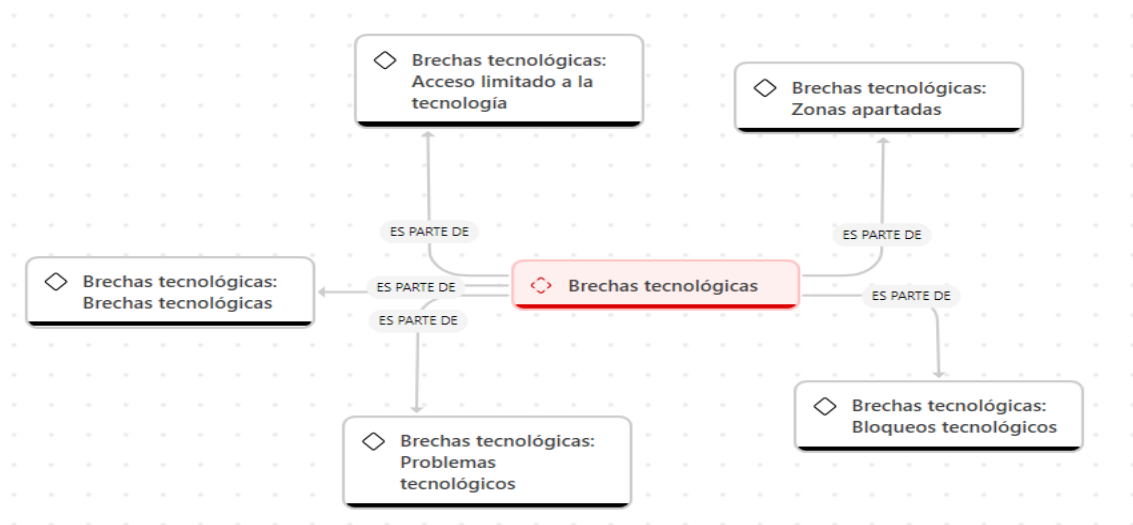 Brechas tecnológicas:
Acceso limitado a la
tecnología
Brechas tecnológicas:
Zonas apartadas
ES PARTE DE
ES PARTE DE
Brechas tecnológicas:
Brechas tecnológicas
ES PARTE DE
Brechas tecnológicas
ES PARTE DE
ES PARTE DE
Brechas tecnológicas:
Problemas
tecnológicos
Brechas tecnológicas:
Bloqueos tecnológicos